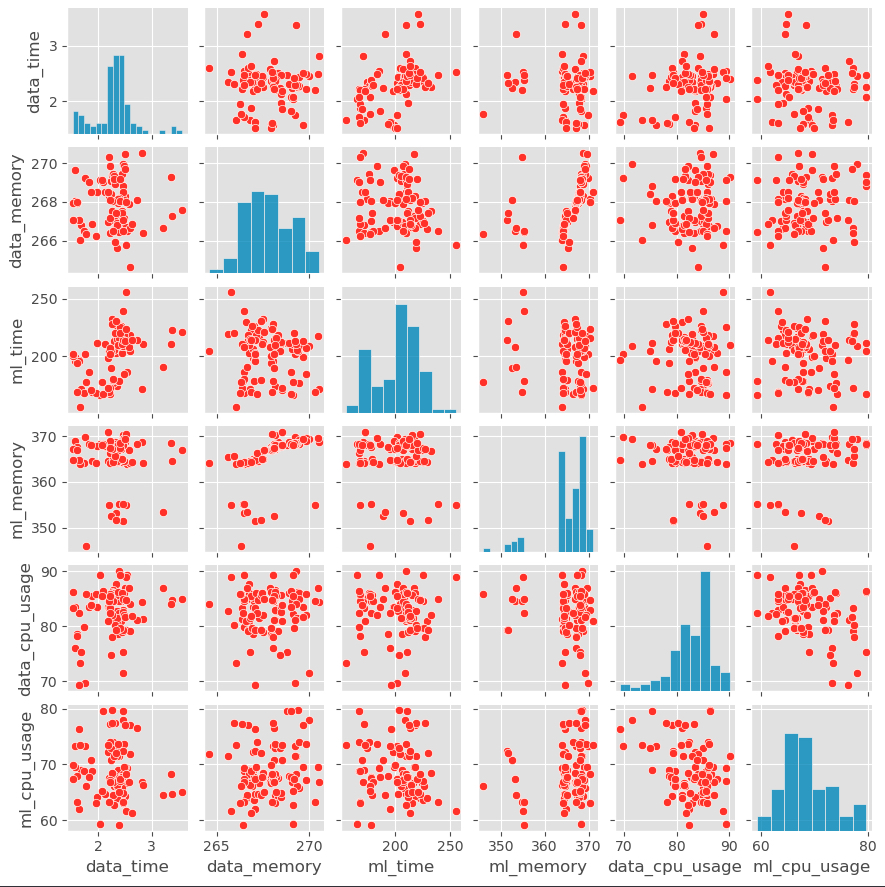 data_time
3
2
data_memory
270
268
266
ml_time
250
200
ml_memory
370
360
350
data_cpu_usage
90
80
70
ml_cpu_usage
80
70
60
2 3 265 270 200 250 350 360 370 70 80 90 60 80
data_time data_memory ml_time ml_memory data_cpu_usage ml_cpu_usage